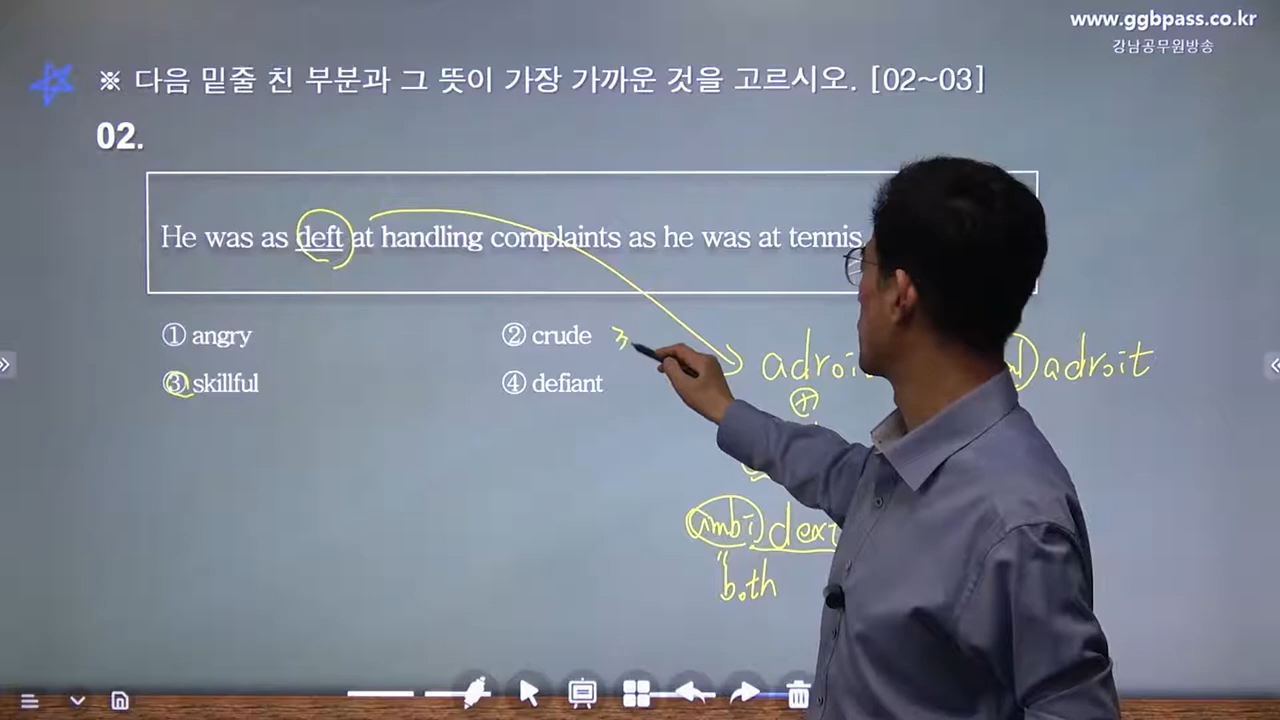 www.ggbpass.co.kr
강남공무원방송
※ 다음 밑줄 친 부분과 그 뜻이 가장 가까운 것을 고르시오. [02~03]
02.
He was as deft at handling complaints as he was at tennis
① angry
② crude
③ skillful
④ defiant
adroit
ambi
both